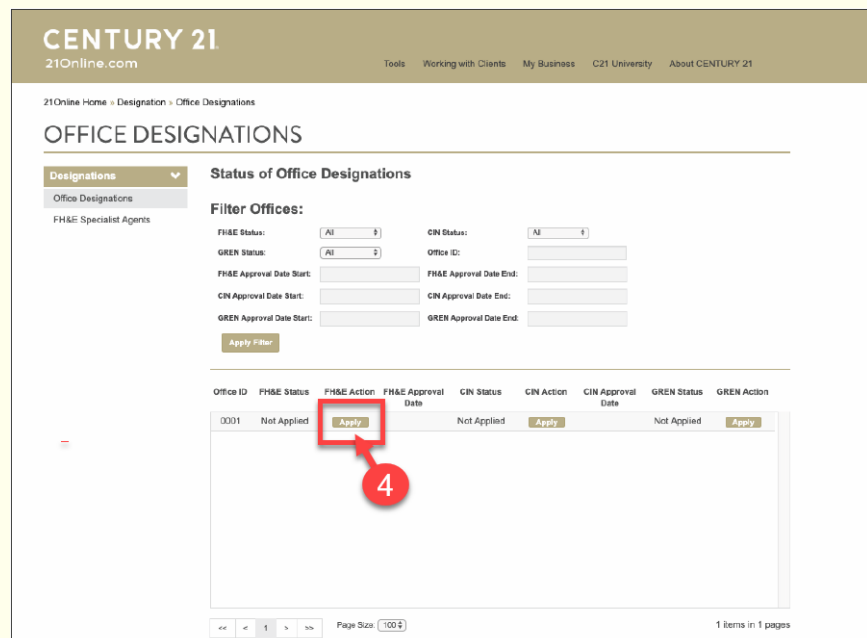 CENTURY 21.
21Online.com
Tools Working with Clients My Business C21 University About CENTURY 21
21Online Home » Designation » Office Designations
OFFICE DESIGNATIONS
Designations
Office Designations
FH&E Specialist Agents
Status of Office Designations
Filter Offices:
FH&E Status: All CIN Status: All
GREN Status: All Office ID:
FH&E Approval Date Start: FH&E Approval Date End:
CIN Approval Date Start: CIN Approval Date End:
GREN Approval Date Start: GREN Approval Date End:
Apply Filter
Office ID FH&E Status FH&E Action FH&E Approval Date CIN Status CIN Action CIN Approval Date GREN Status GREN Action
0001 Not Applied Apply Not Applied Apply Not Applied Apply
4
<< < 1 > >> Page Size: 100 1 items in 1 pages